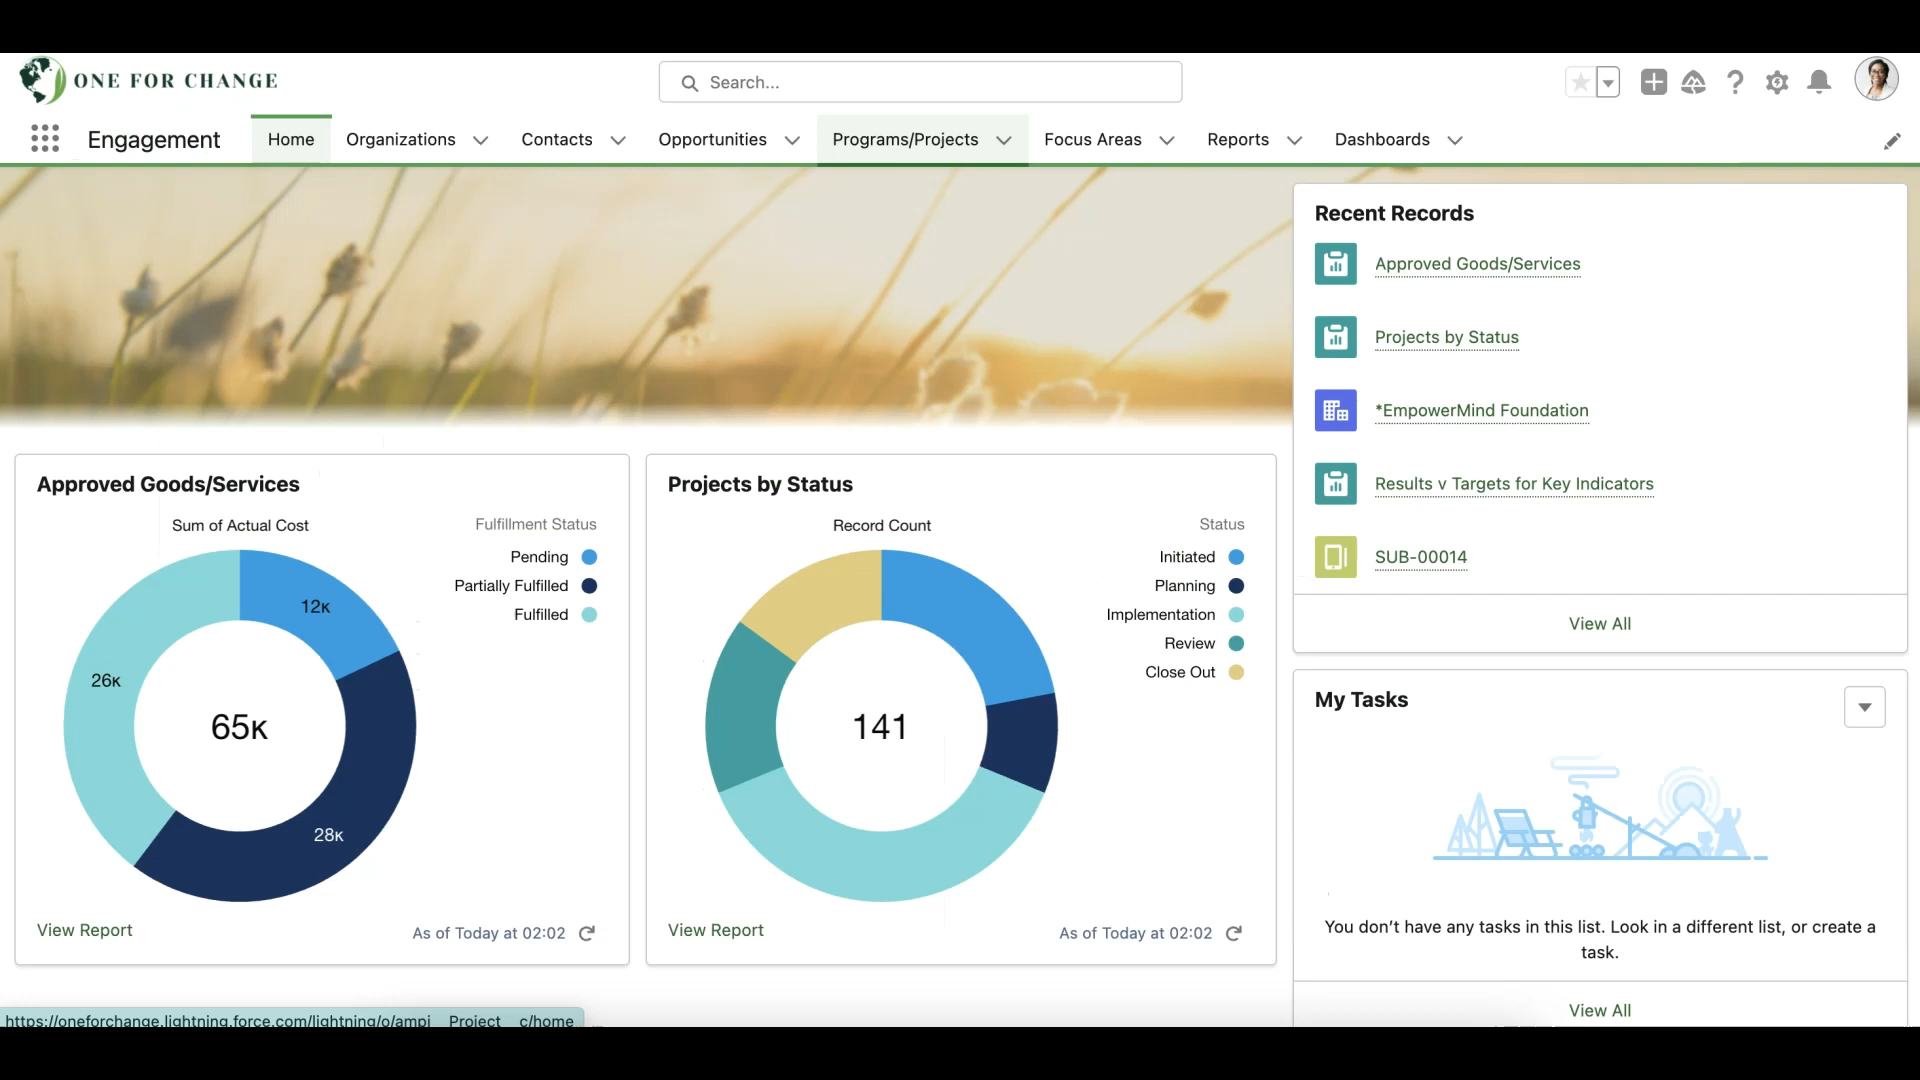 ONE FOR CHANGE
Search...
Engagement
Home
Organizations
Contacts
Opportunities
Programs/Projects
Focus Areas
Reports
Dashboards
Recent Records
Approved Goods/Services
Projects by Status
*EmpowerMind Foundation
Results v Targets for Key Indicators
SUB-00014
View All
Approved Goods/Services
Sum of Actual Cost
Fulfillment Status
Pending
Partially Fulfilled
Fulfilled
12K
26K
65K
28K
View Report
As of Today at 02:02
Projects by Status
Record Count
Status
Initiated
Planning
Implementation
Review
Close Out
141
View Report
As of Today at 02:02
My Tasks
You don’t have any tasks in this list. Look in a different list, or create a
task.
View All
https://oneforchange.lightning.force.com/lightning/o/ampi__Project__c/home